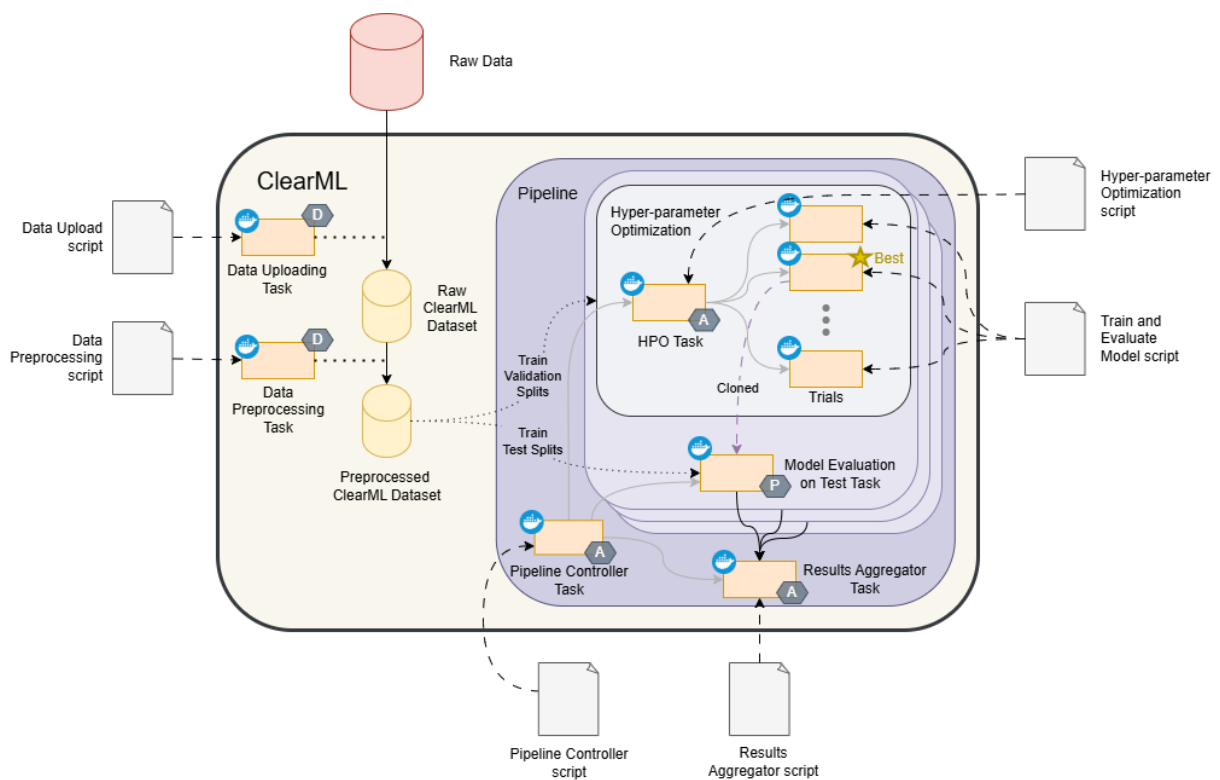 Raw Data
ClearML
Pipeline
Data Upload
script
D
Data Uploading
Task
Raw
ClearML
Dataset
Data
Preprocessing
script
D
Data
Preprocessing
Task
Preprocessed
ClearML Dataset
Train
Validation
Splits
Train
Test Splits
Hyper-parameter
Optimization
A
HPO Task
Best
Trials
Cloned
Hyper-parameter
Optimization
script
Train and
Evaluate
Model script
P
Model Evaluation
on Test Task
A
Pipeline Controller
Task
A
Results Aggregator
Task
Pipeline Controller
script
Results
Aggregator script